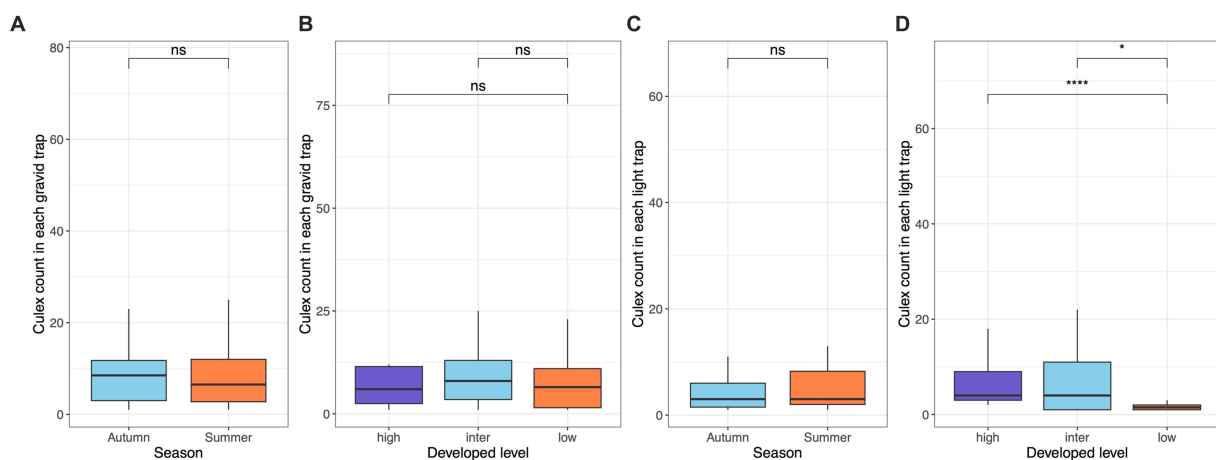 A
Culex count in each gravid trap
80
60
40
20
0
ns
Autumn
Summer
Season
B
Culex count in each gravid trap
75
50
25
0
ns
ns
high
inter
low
Developed level
C
Culex count in each light trap
60
40
20
0
ns
Autumn
Summer
Season
D
Culex count in each light trap
60
40
20
0
*
****
high
inter
low
Developed level